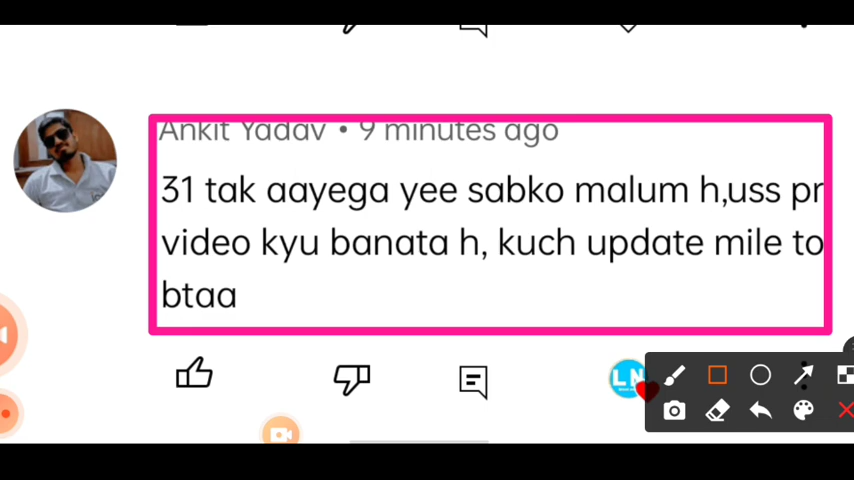 Ankit Yadav • 9 minutes ago
31 tak aayega yee sabko malum h,uss pr
video kyu banata h, kuch update mile to
btaa
LN